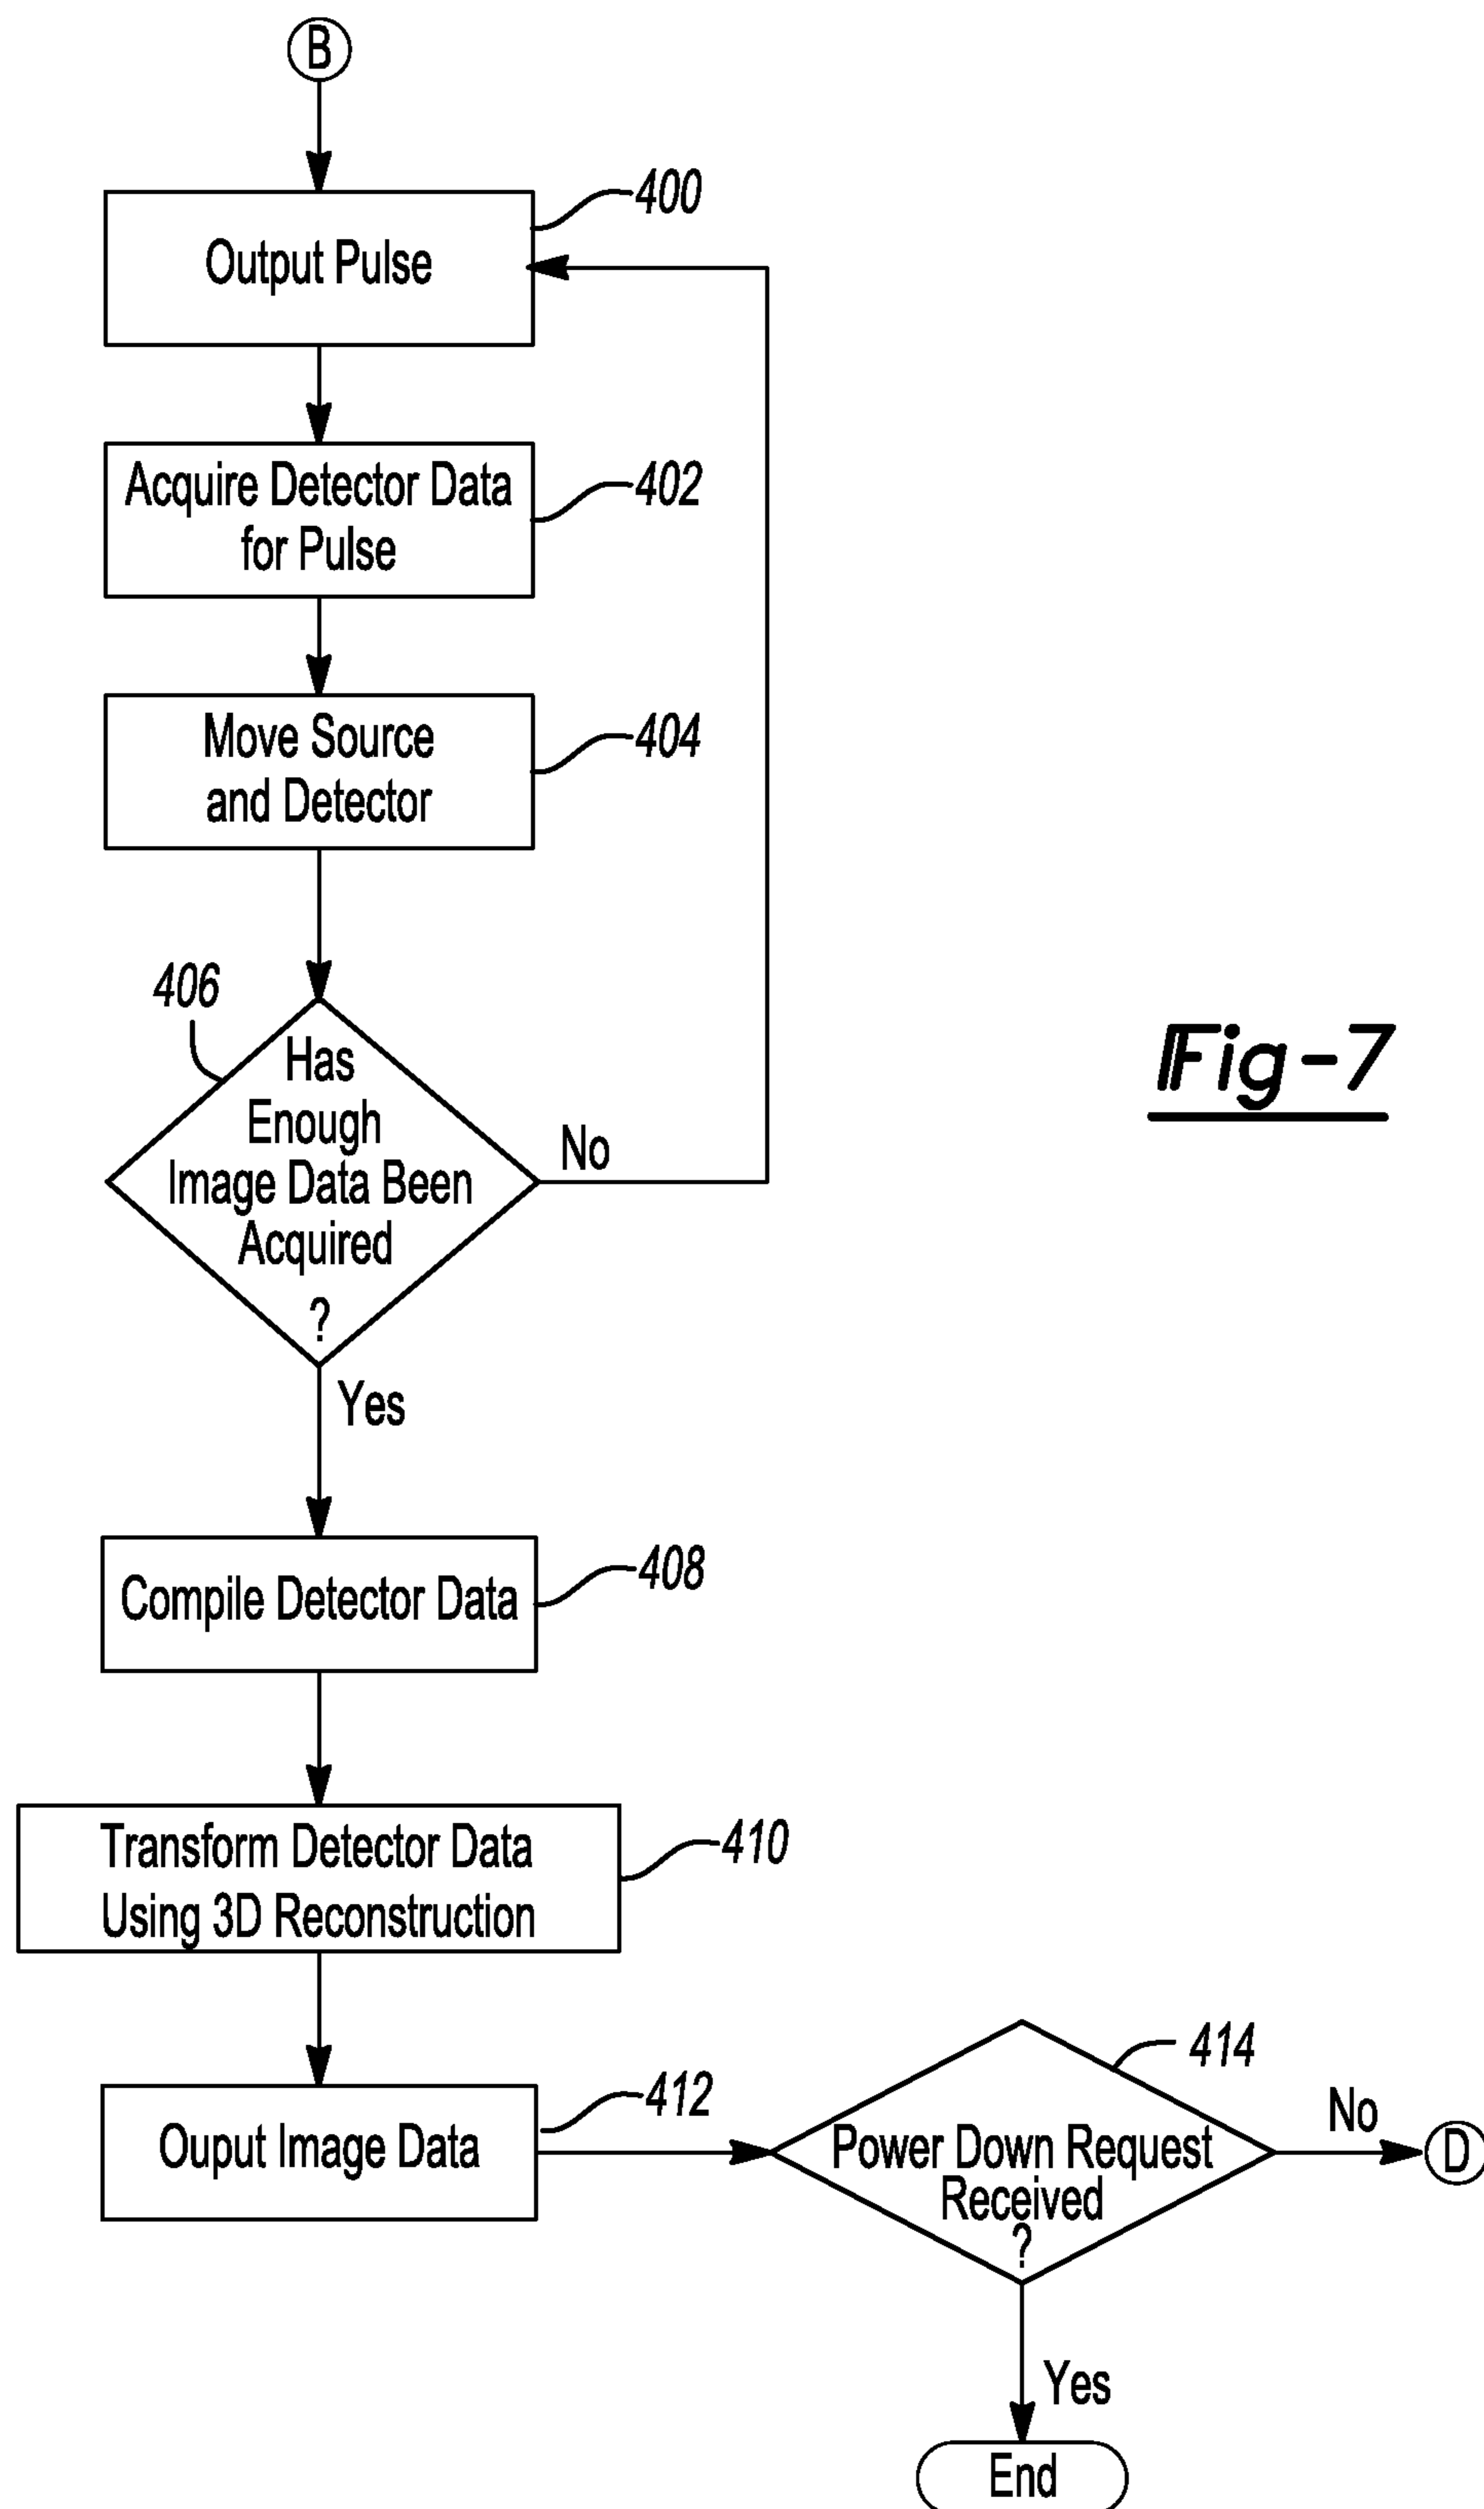 B
400
Output Pulse
Acquire Detector Data
for Pulse
402
Move Source
and Detector
404
406
Has
Enough
Image Data Been
Acquired
?
No
Yes
Fig-7
Compile Detector Data
408
Transform Detector Data
Using 3D Reconstruction
410
Ouput Image Data
412
414
Power Down Request
Received
?
No
D
Yes
End